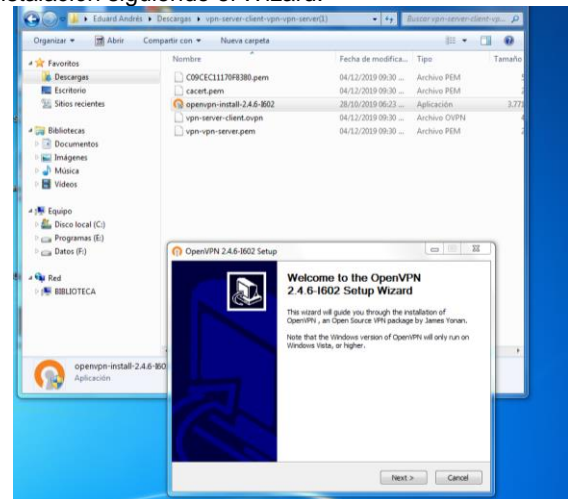 instalación siguiendo el Wizard.
Eduard Andrés ▸ Descargas ▸ vpn-server-client-vpn-vpn-server(1)
Buscar vpn-server-client-vp...
Organizar Abrir Compartir con Nueva carpeta
Nombre Fecha de modifica... Tipo Tamaño
Favoritos
Descargas
Escritorio
Sitios recientes
C09CEC11170F8380.pem 04/12/2019 09:30 ... Archivo PEM
cacert.pem 04/12/2019 09:30 ... Archivo PEM
openvpn-install-2.4.6-I602 28/10/2019 06:23 ... Aplicación 3.771
vpn-server-client.ovpn 04/12/2019 09:30 ... Archivo OVPN
vpn-vpn-server.pem 04/12/2019 09:30 ... Archivo PEM
Bibliotecas
Documentos
Imágenes
Música
Vídeos
Equipo
Disco local (C:)
Programas (E:)
Datos (F:)
Red
BIBLIOTECA
openvpn-install-2.4.6-I60
Aplicación
OpenVPN 2.4.6-I602 Setup
Welcome to the OpenVPN
2.4.6-I602 Setup Wizard
This wizard will guide you through the installation of
OpenVPN , an Open Source VPN package by James Yonan.
Note that the Windows version of OpenVPN will only run on
Windows Vista, or higher.
Next >
Cancel